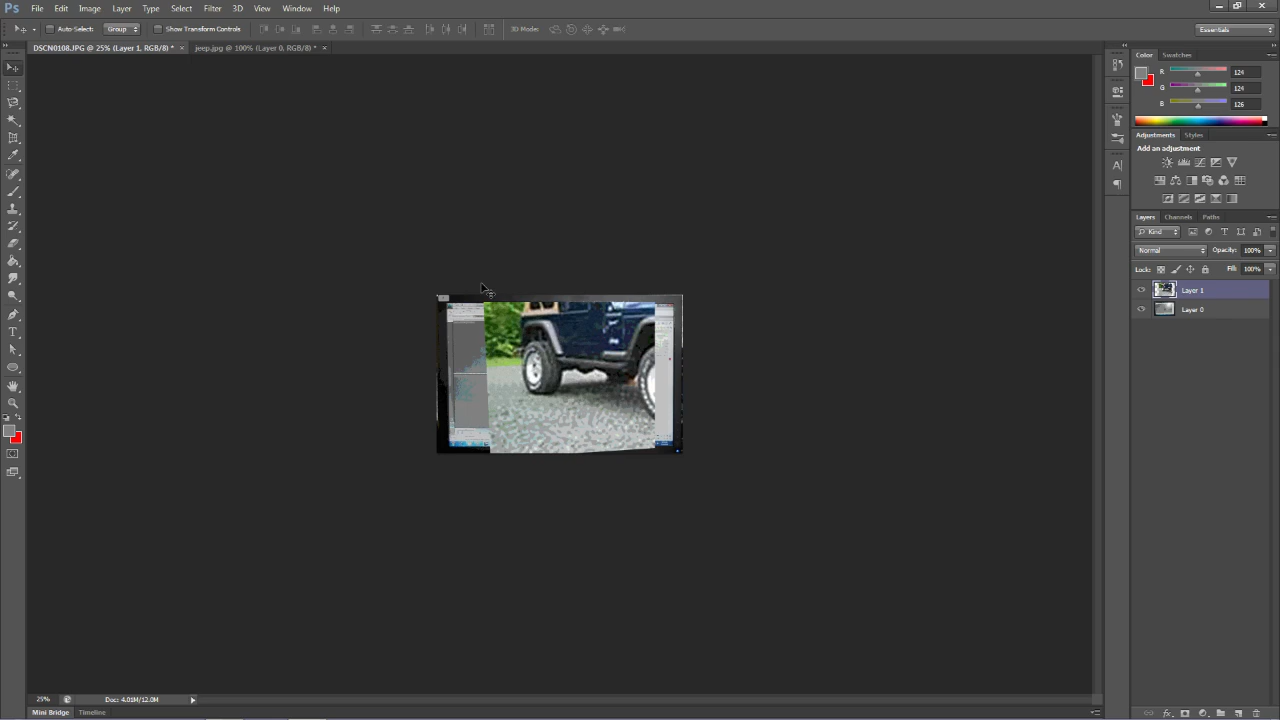 Ps File Edit Image Layer Type Select Filter 3D View Window Help
Auto-Select: Group Show Transform Controls 3D Mode: Essentials
DSCN0108.JPG @ 25% (Layer 1, RGB/8) * × jeep.jpg @ 100% (Layer 0, RGB/8) * ×
Color Swatches
R 124
G 124
B 126
Adjustments Styles
Add an adjustment
Layers Channels Paths
Kind
Normal Opacity: 100%
Lock: Fill: 100%
Layer 1
Layer 0
25% Doc: 4.01M/12.0M
Mini Bridge Timeline